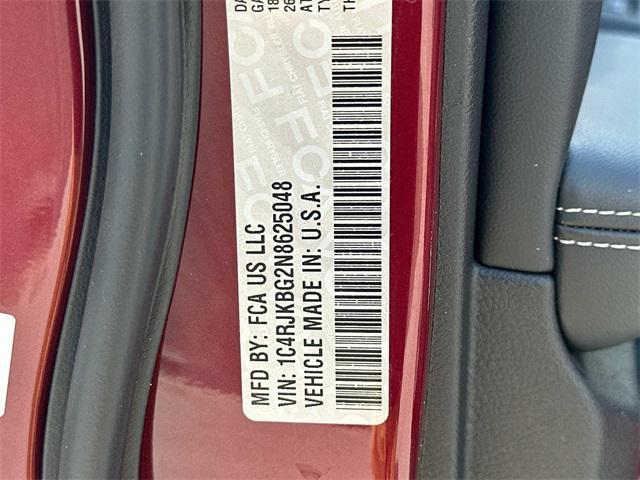 MFD BY: FCA US LLC
VIN: 1C4RJKBG2N8625048
VEHICLE MADE IN: U.S.A.